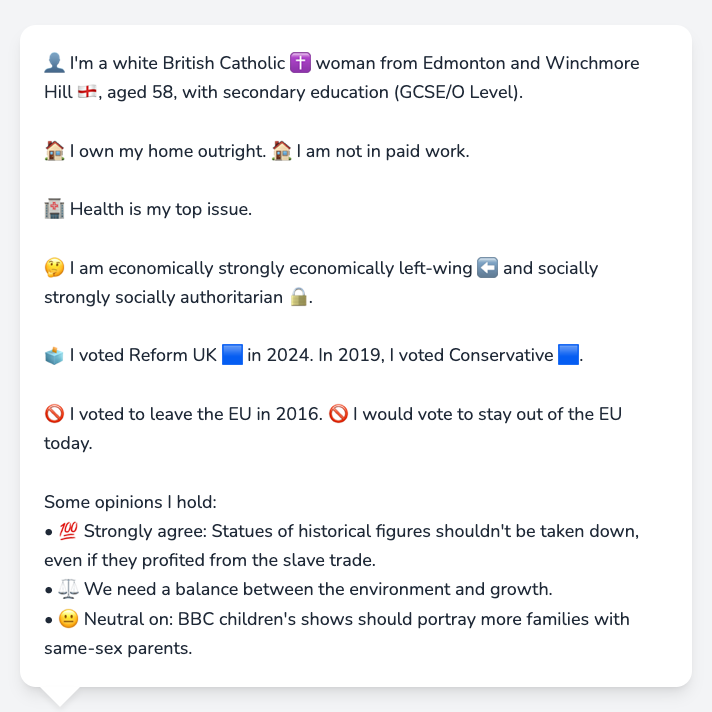 👤 I'm a white British Catholic ✝️ woman from Edmonton and Winchmore
Hill 🏴󠁧󠁢󠁥󠁮󠁧󠁿, aged 58, with secondary education (GCSE/O Level).
🏠 I own my home outright. 🏠 I am not in paid work.
🏥 Health is my top issue.
🤔 I am economically strongly economically left-wing ⬅️ and socially
strongly socially authoritarian 🔒.
🗳️ I voted Reform UK 🟦 in 2024. In 2019, I voted Conservative 🟦.
🚫 I voted to leave the EU in 2016. 🚫 I would vote to stay out of the EU
today.
Some opinions I hold:
• 💯 Strongly agree: Statues of historical figures shouldn't be taken down,
even if they profited from the slave trade.
• ⚖️ We need a balance between the environment and growth.
• 😐 Neutral on: BBC children's shows should portray more families with
same-sex parents.